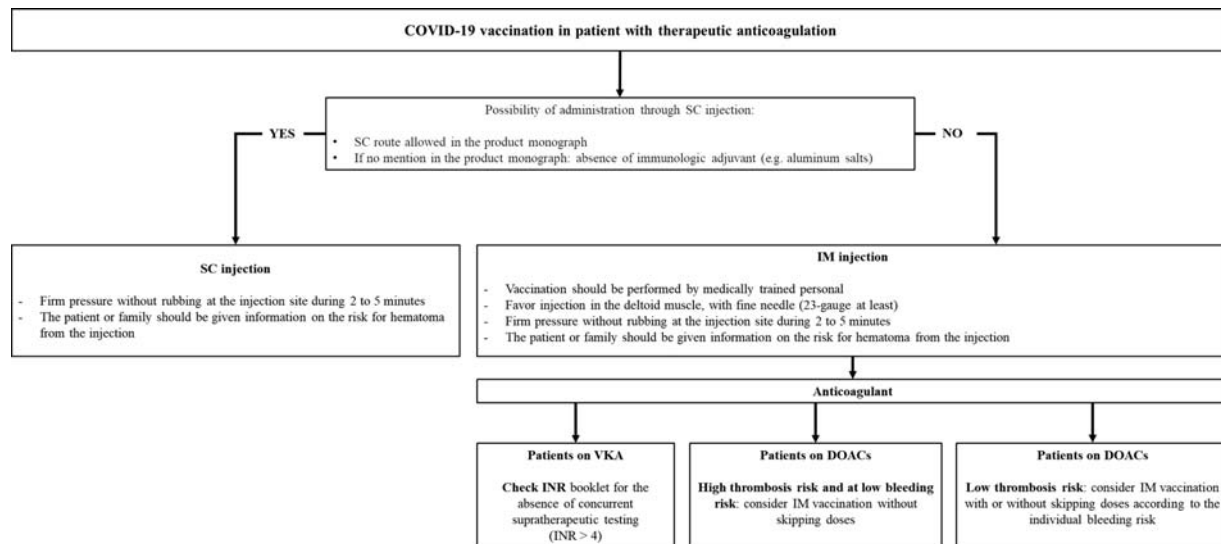 COVID-19 vaccination in patient with therapeutic anticoagulation
Possibility of administration through SC injection:
• SC route allowed in the product monograph
• If no mention in the product monograph: absence of immunologic adjuvant (e.g. aluminum salts)
YES
NO
SC injection
- Firm pressure without rubbing at the injection site during 2 to 5 minutes
- The patient or family should be given information on the risk for hematoma
from the injection
IM injection
- Vaccination should be performed by medically trained personal
- Favor injection in the deltoid muscle, with fine needle (23-gauge at least)
- Firm pressure without rubbing at the injection site during 2 to 5 minutes
- The patient or family should be given information on the risk for hematoma from the injection
Anticoagulant
Patients on VKA
Check INR booklet for the
absence of concurrent
supratherapeutic testing
(INR > 4)
Patients on DOACs
High thrombosis risk and at low bleeding
risk: consider IM vaccination without
skipping doses
Patients on DOACs
Low thrombosis risk: consider IM vaccination
with or without skipping doses according to the
individual bleeding risk